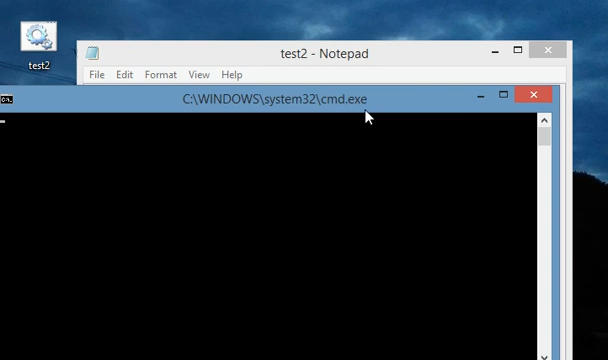 test2
test2 - Notepad
File Edit Format View Help
C:\WINDOWS\system32\cmd.exe